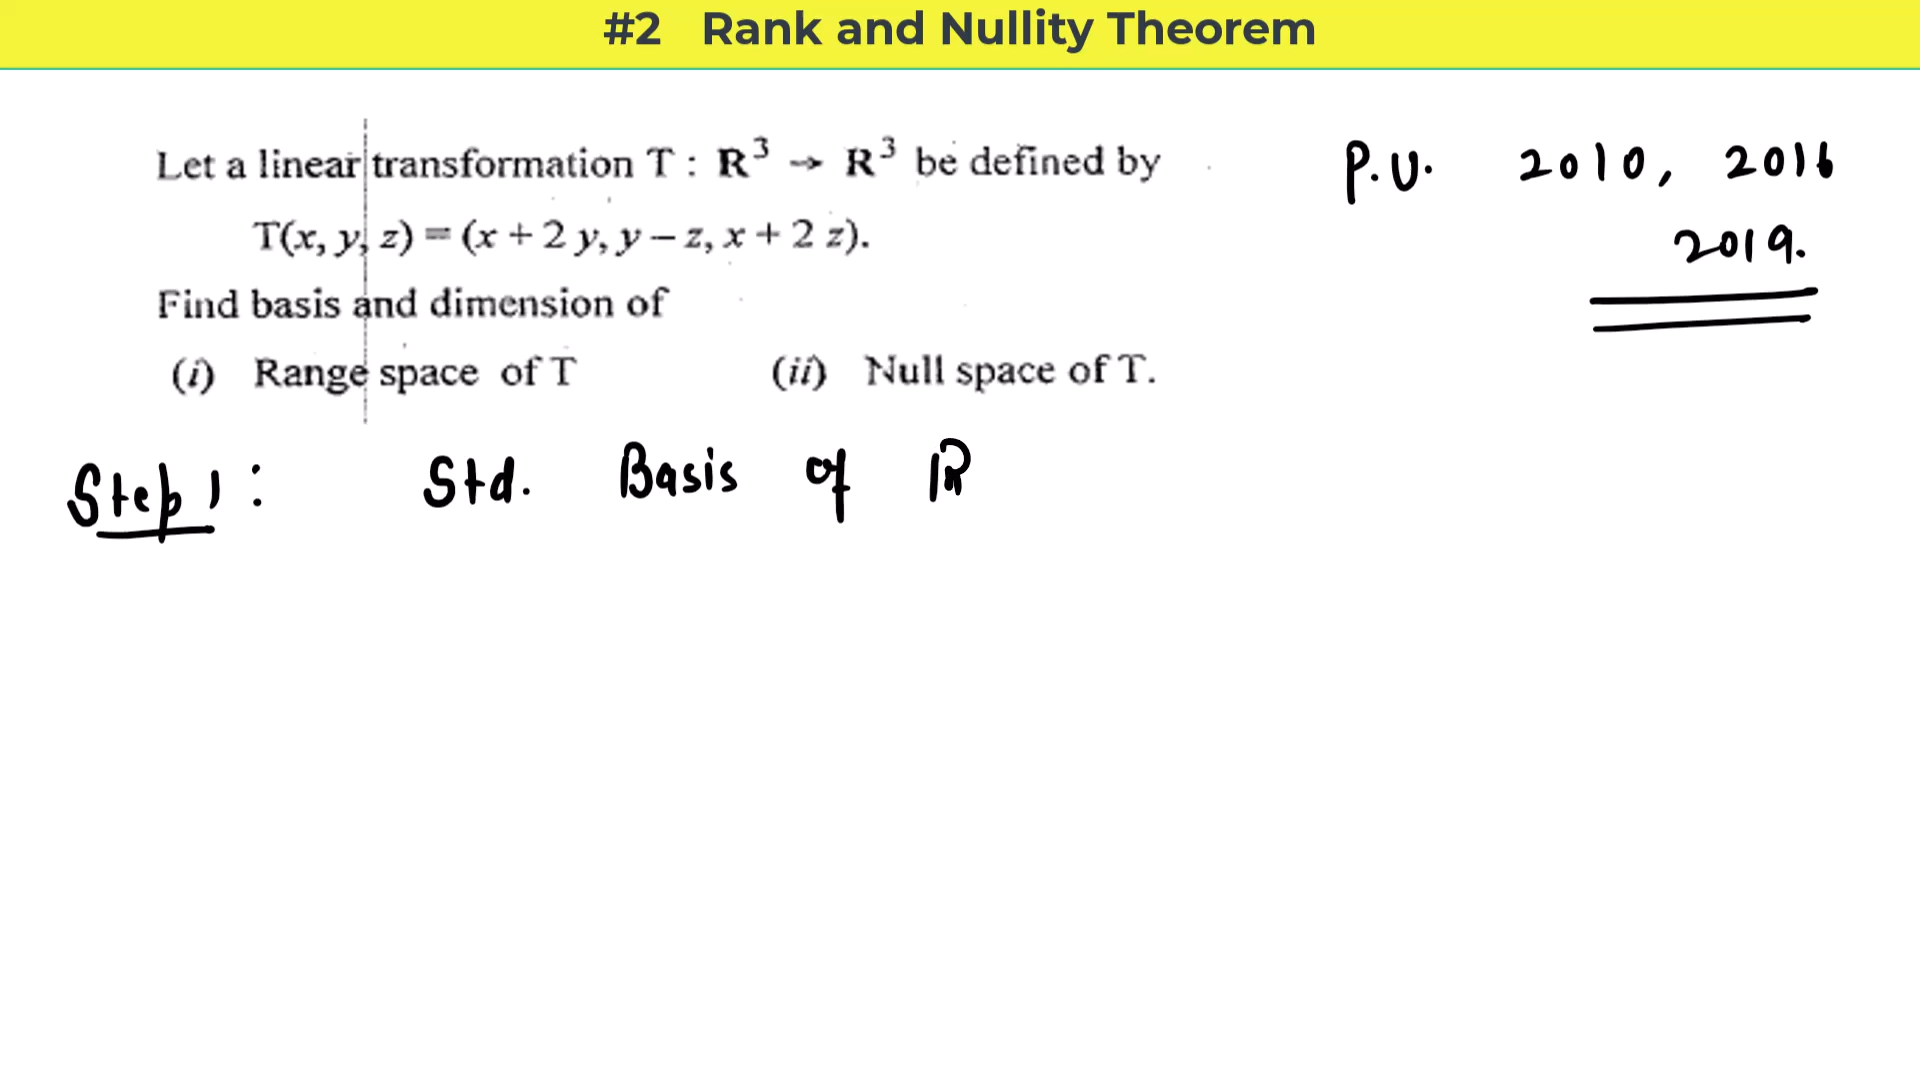 #2 Rank and Nullity Theorem
Let a linear transformation T : R³ → R³ be defined by
P.U. 2010, 2016
T(x, y, z) = (x + 2 y, y – z, x + 2 z).
2019.
Find basis and dimension of
(i) Range space of T (ii) Null space of T.
Step 1 : Std. Basis of R